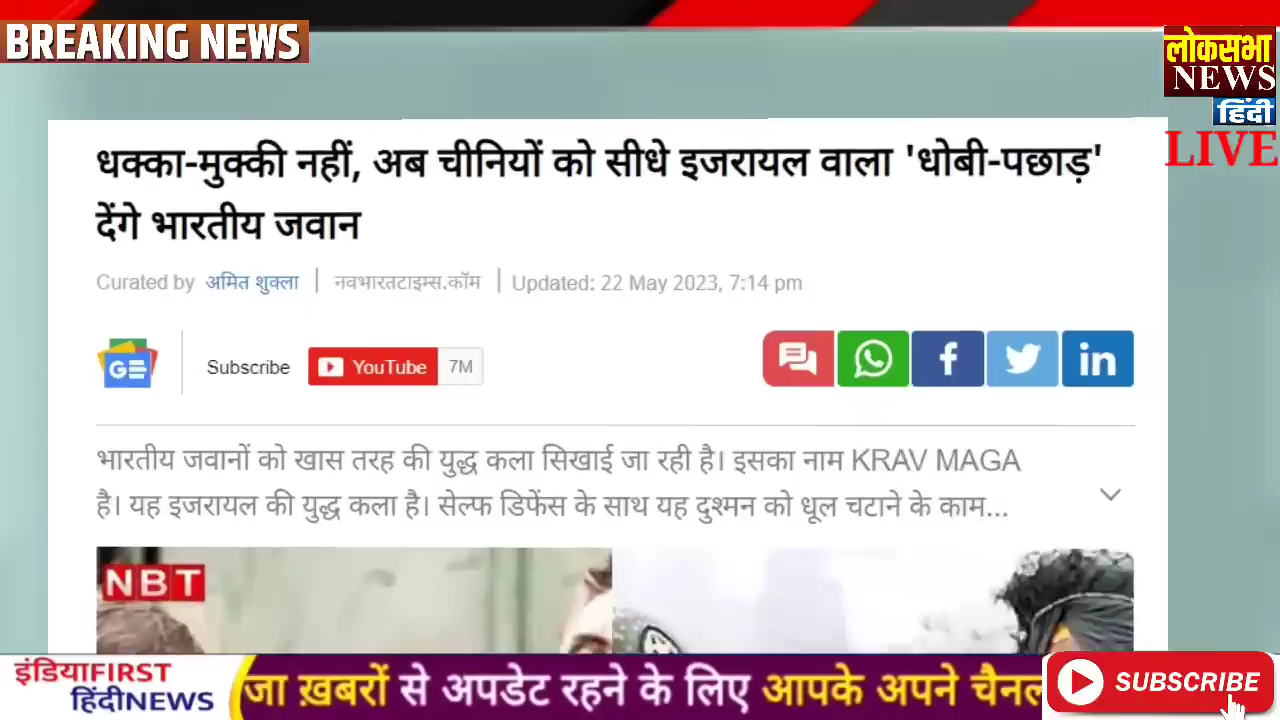 BREAKING NEWS
लोकसभा
NEWS
हिंदी
LIVE
धक्का-मुक्की नहीं, अब चीनियों को सीधे इजरायल वाला 'धोबी-पछाड़'
देंगे भारतीय जवान
Curated by अमित शुक्ला | नवभारतटाइम्स.कॉम | Updated: 22 May 2023, 7:14 pm
GE Subscribe YouTube 7M
भारतीय जवानों को खास तरह की युद्ध कला सिखाई जा रही है। इसका नाम KRAV MAGA
है। यह इजरायल की युद्ध कला है। सेल्फ डिफेंस के साथ यह दुश्मन को धूल चटाने के काम...
NBT
इंडियाFIRST
हिंदीNEWS
जा ख़बरों से अपडेट रहने के लिए आपके अपने चैनल
SUBSCRIBE